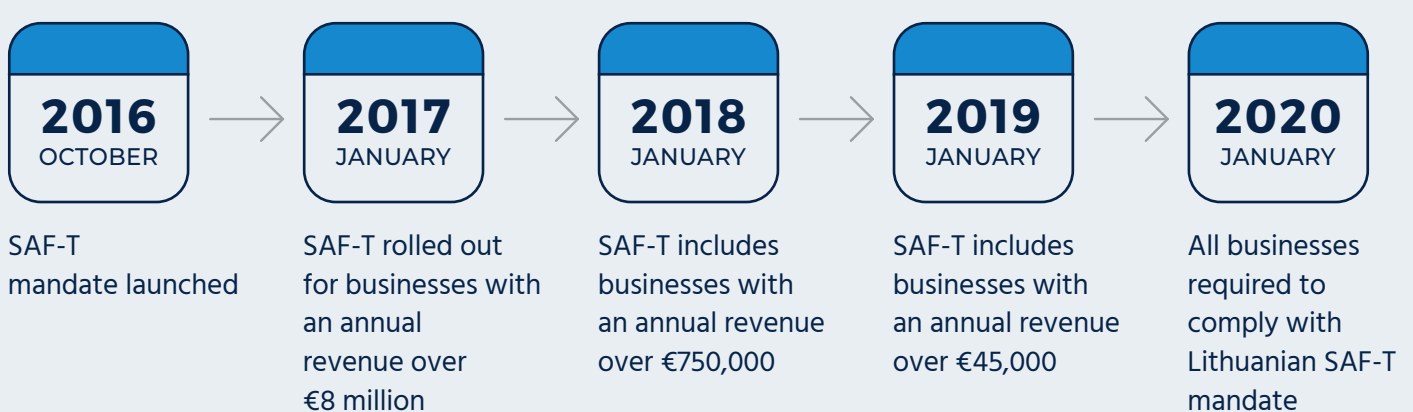 2016
OCTOBER
SAF-T
mandate launched
2017
JANUARY
SAF-T rolled out
for businesses with
an annual
revenue over
€8 million
2018
JANUARY
SAF-T includes
businesses with
an annual revenue
over €750,000
2019
JANUARY
SAF-T includes
businesses with
an annual revenue
over €45,000
2020
JANUARY
All businesses
required to
comply with
Lithuanian SAF-T
mandate